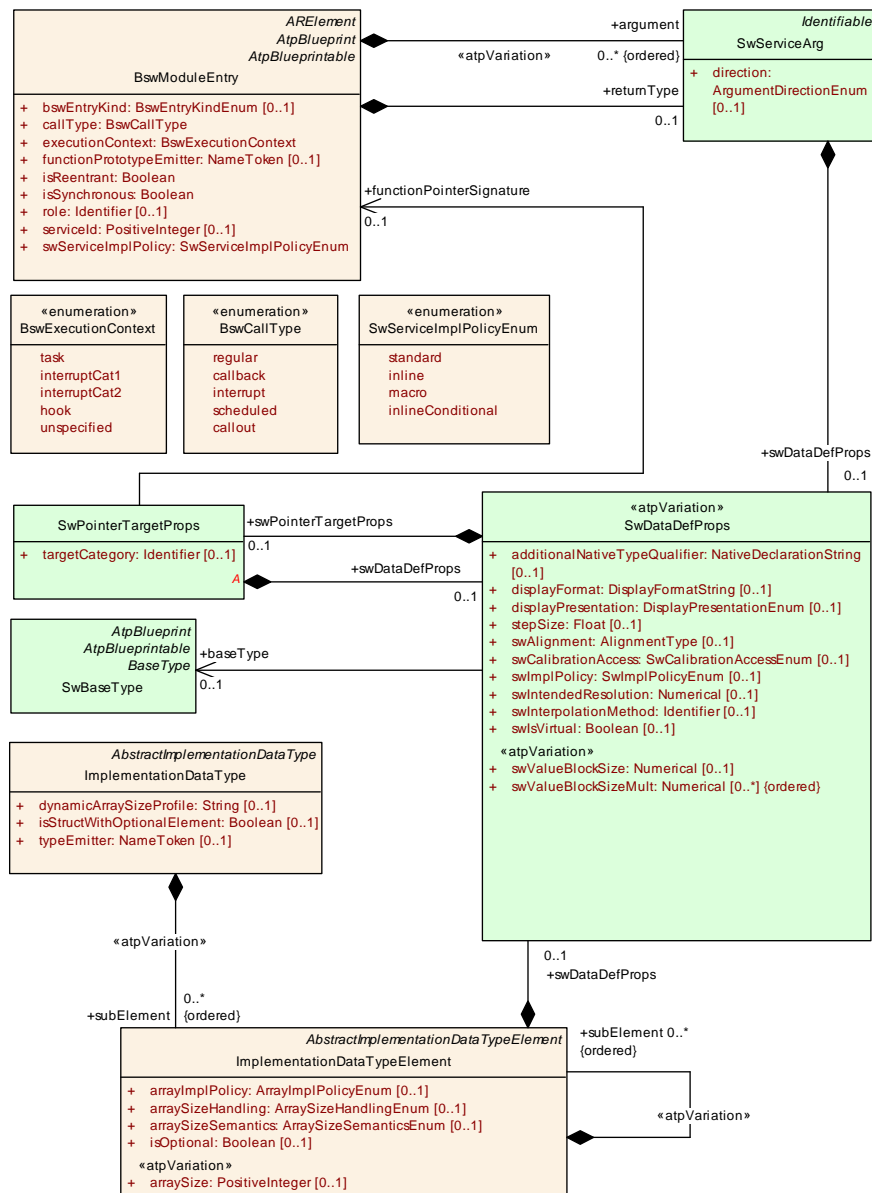 ARElement
AtpBlueprint
AtpBlueprintable
BswModuleEntry
+ bswEntryKind: BswEntryKindEnum [0..1]
+ callType: BswCallType
+ executionContext: BswExecutionContext
+ functionPrototypeEmitter: NameToken [0..1]
+ isReentrant: Boolean
+ isSynchronous: Boolean
+ role: Identifier [0..1]
+ serviceId: PositiveInteger [0..1]
+ swServiceImplPolicy: SwServiceImplPolicyEnum
+argument
«atpVariation» 0..* {ordered}
+returnType
0..1
Identifiable
SwServiceArg
+ direction:
ArgumentDirectionEnum
[0..1]
+functionPointerSignature
0..1
«enumeration»
BswExecutionContext
task
interruptCat1
interruptCat2
hook
unspecified
«enumeration»
BswCallType
regular
callback
interrupt
scheduled
callout
«enumeration»
SwServiceImplPolicyEnum
standard
inline
macro
inlineConditional
+swDataDefProps
0..1
SwPointerTargetProps
+ targetCategory: Identifier [0..1]
A
+swPointerTargetProps
0..1
+swDataDefProps
0..1
«atpVariation»
SwDataDefProps
+ additionalNativeTypeQualifier: NativeDeclarationString
[0..1]
+ displayFormat: DisplayFormatString [0..1]
+ displayPresentation: DisplayPresentationEnum [0..1]
+ stepSize: Float [0..1]
+ swAlignment: AlignmentType [0..1]
+ swCalibrationAccess: SwCalibrationAccessEnum [0..1]
+ swImplPolicy: SwImplPolicyEnum [0..1]
+ swIntendedResolution: Numerical [0..1]
+ swInterpolationMethod: Identifier [0..1]
+ swIsVirtual: Boolean [0..1]
«atpVariation»
+ swValueBlockSize: Numerical [0..1]
+ swValueBlockSizeMult: Numerical [0..*] {ordered}
AtpBlueprint
AtpBlueprintable
BaseType
SwBaseType
+baseType
0..1
AbstractImplementationDataType
ImplementationDataType
+ dynamicArraySizeProfile: String [0..1]
+ isStructWithOptionalElement: Boolean [0..1]
+ typeEmitter: NameToken [0..1]
«atpVariation»
0..*
+subElement {ordered}
0..1
+swDataDefProps
AbstractImplementationDataTypeElement
ImplementationDataTypeElement
+ arrayImplPolicy: ArrayImplPolicyEnum [0..1]
+ arraySizeHandling: ArraySizeHandlingEnum [0..1]
+ arraySizeSemantics: ArraySizeSemanticsEnum [0..1]
+ isOptional: Boolean [0..1]
«atpVariation»
+ arraySize: PositiveInteger [0..1]
+subElement 0..*
{ordered}
«atpVariation»